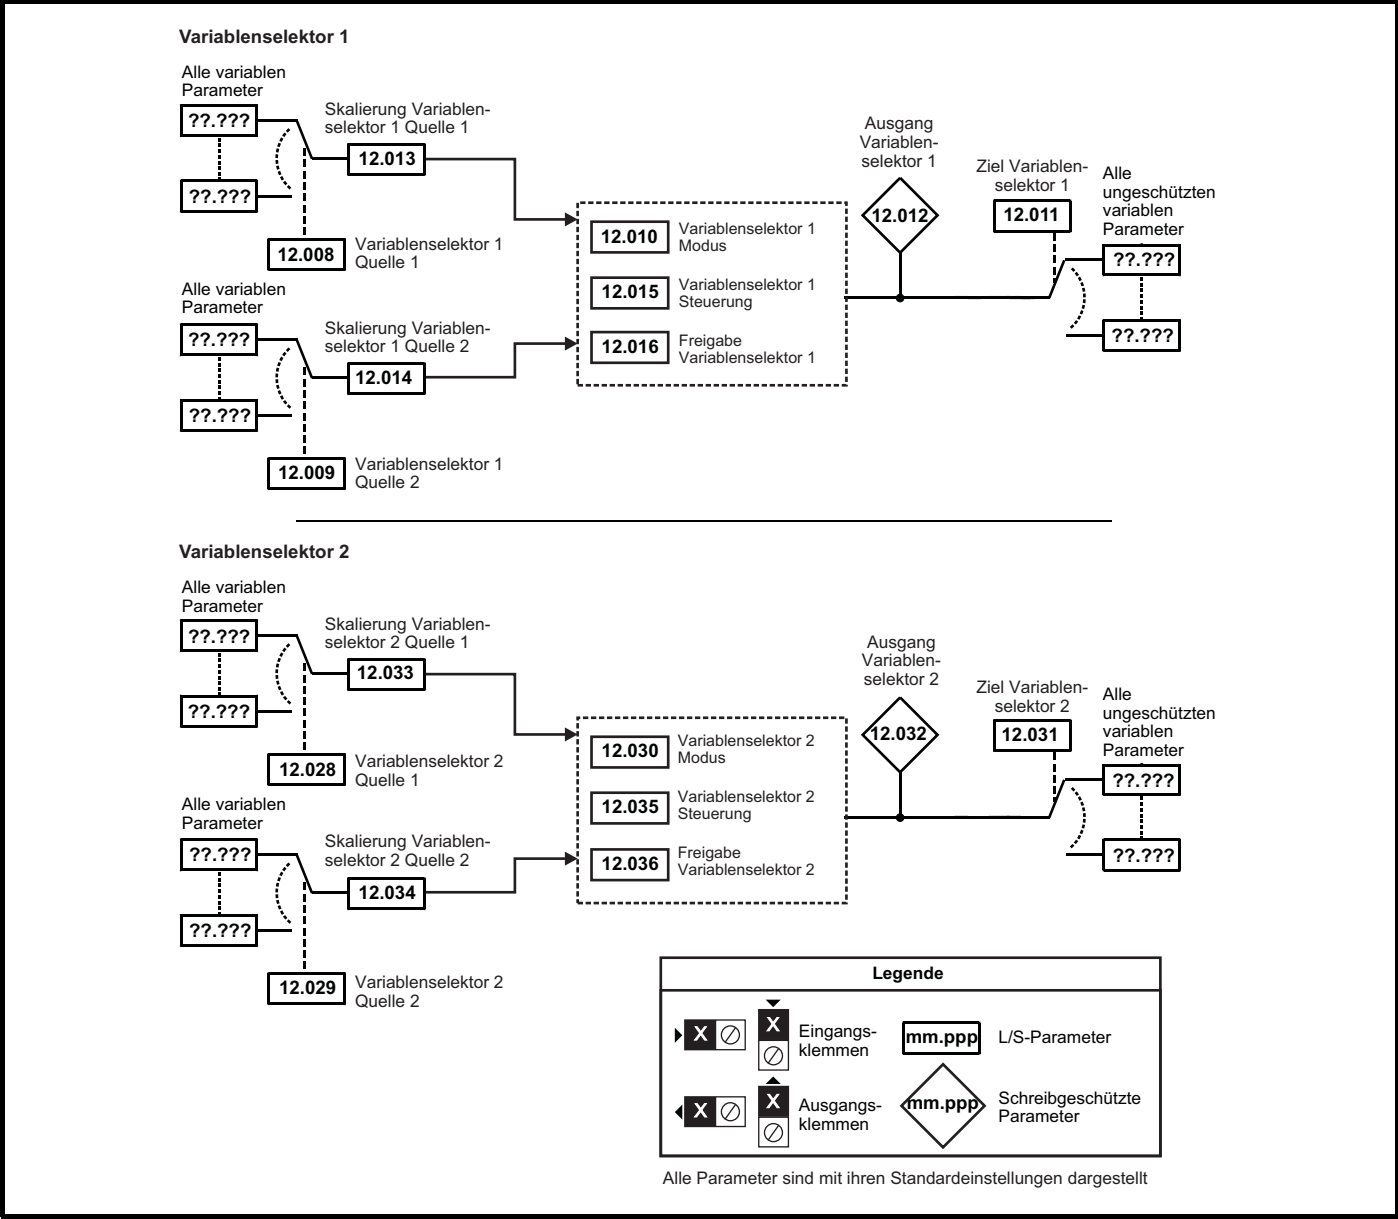 Variablenselektor 1
Alle variablen
Parameter
??.???
??.???
Skalierung Variablen-
selektor 1 Quelle 1
12.013
12.008
Variablenselektor 1
Quelle 1
Alle variablen
Parameter
??.???
??.???
Skalierung Variablen-
selektor 1 Quelle 2
12.014
12.009
Variablenselektor 1
Quelle 2
12.010
Variablenselektor 1
Modus
12.015
Variablenselektor 1
Steuerung
12.016
Freigabe
Variablenselektor 1
Ausgang
Variablen-
selektor 1
12.012
Ziel Variablen-
selektor 1
12.011
Alle
ungeschützten
variablen
Parameter
??.???
??.???
Variablenselektor 2
Alle variablen
Parameter
??.???
??.???
Skalierung Variablen-
selektor 2 Quelle 1
12.033
12.028
Variablenselektor 2
Quelle 1
Alle variablen
Parameter
??.???
??.???
Skalierung Variablen-
selektor 2 Quelle 2
12.034
12.029
Variablenselektor 2
Quelle 2
12.030
Variablenselektor 2
Modus
12.035
Variablenselektor 2
Steuerung
12.036
Freigabe
Variablenselektor 2
Ausgang
Variablen-
selektor 2
12.032
Ziel Variablen-
selektor 2
12.031
Alle
ungeschützten
variablen
Parameter
??.???
??.???
Legende
X
X
Eingangs-
klemmen
mm.ppp
L/S-Parameter
X
X
Ausgangs-
klemmen
mm.ppp
Schreibgeschützte
Parameter
Alle Parameter sind mit ihren Standardeinstellungen dargestellt